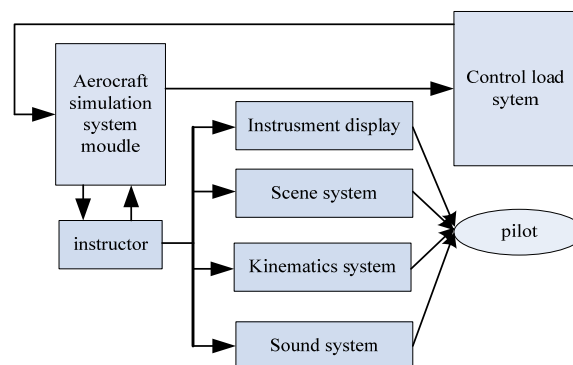 Aerocraft
simulation
system
moudle
Control load
sytem
Instrusment display
Scene system
instructor
pilot
Kinematics system
Sound system